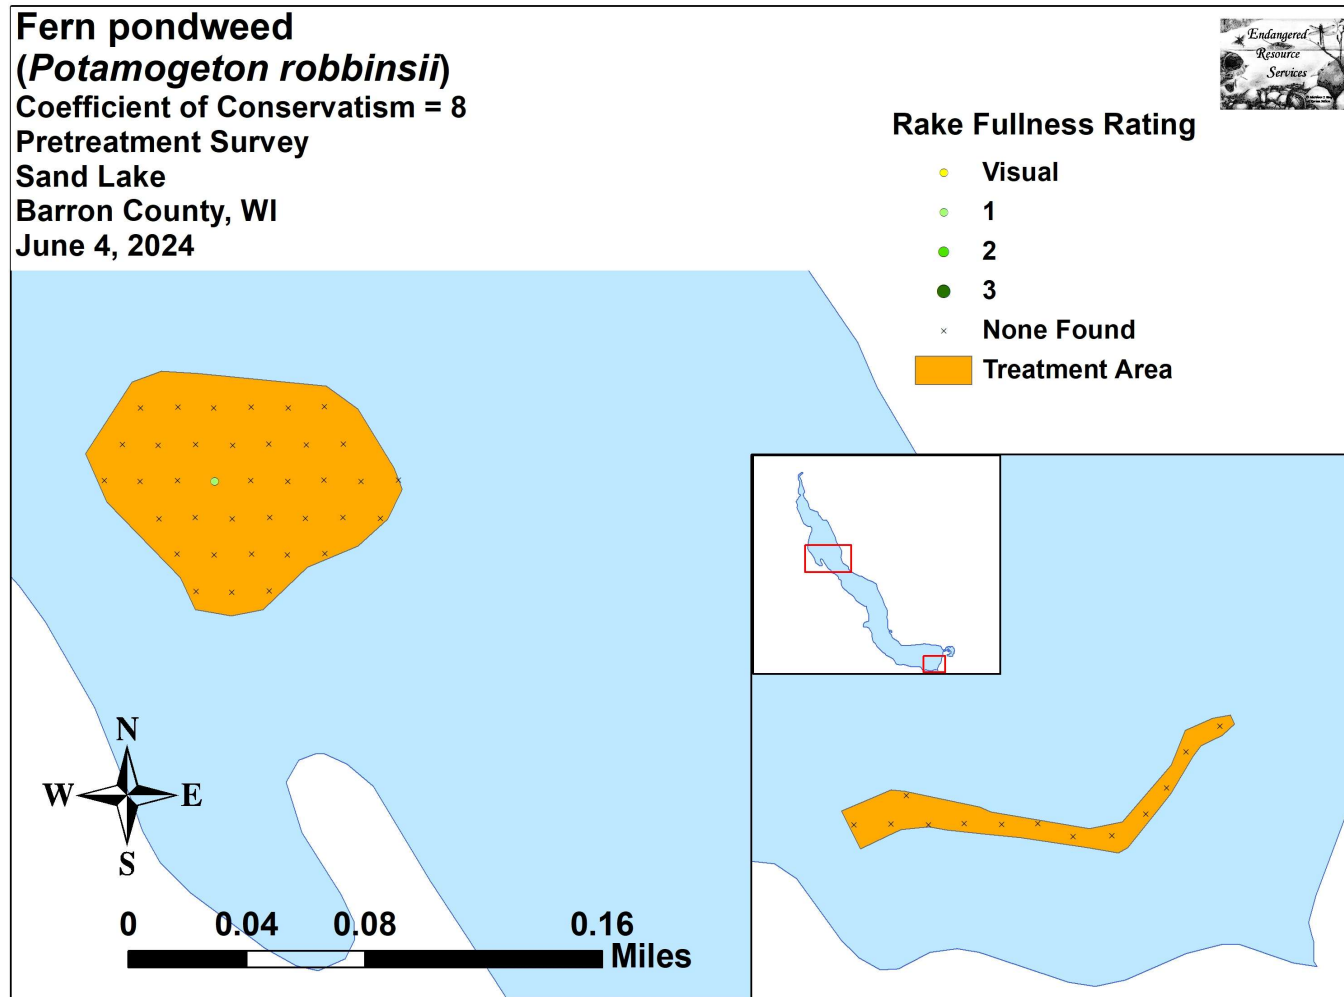 Fern pondweed
(Potamogeton robbinsii)
Coefficient of Conservatism = 8
Pretreatment Survey
Sand Lake
Barron County, WI
June 4, 2024
Endangered
Resource
Services
Rake Fullness Rating
Visual
1
2
3
None Found
Treatment Area
N
W E
S
0 0.04 0.08 0.16
Miles